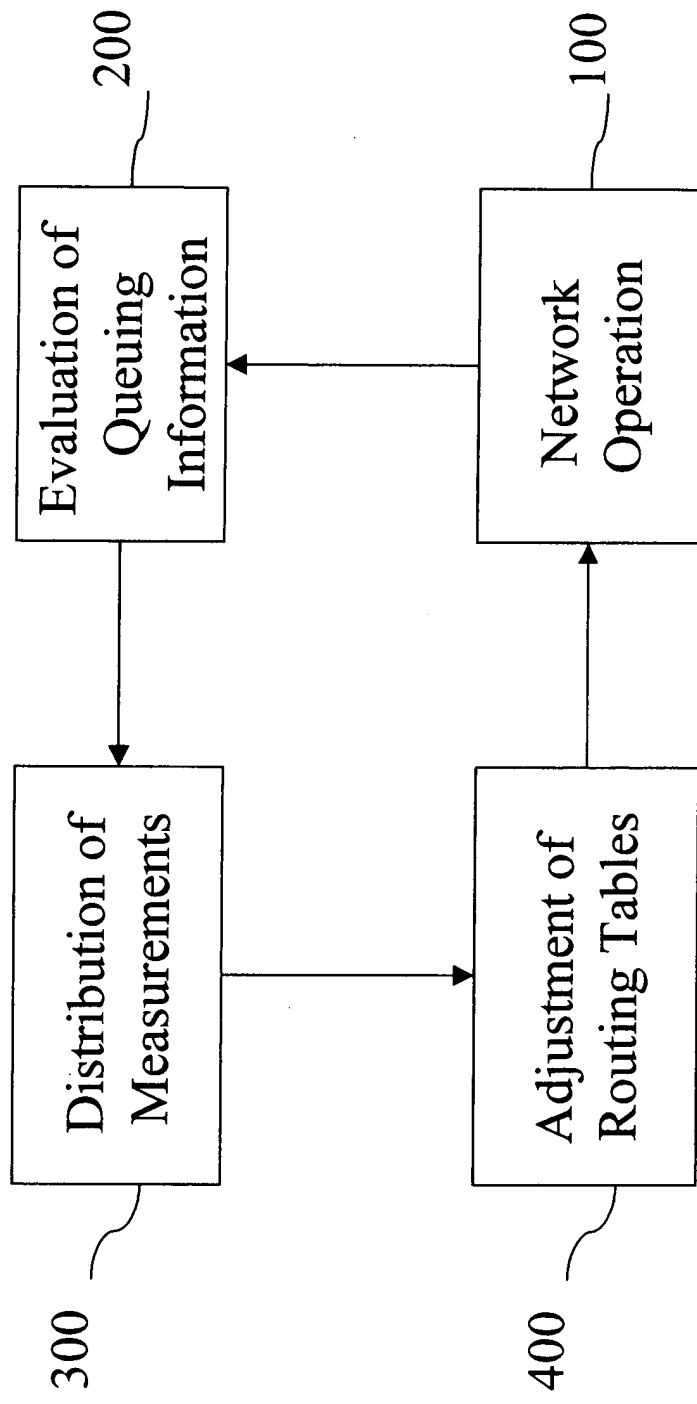 300
Distribution of
Measurements
Evaluation of
Queuing
Information
200
400
Adjustment of
Routing Tables
Network
Operation
100